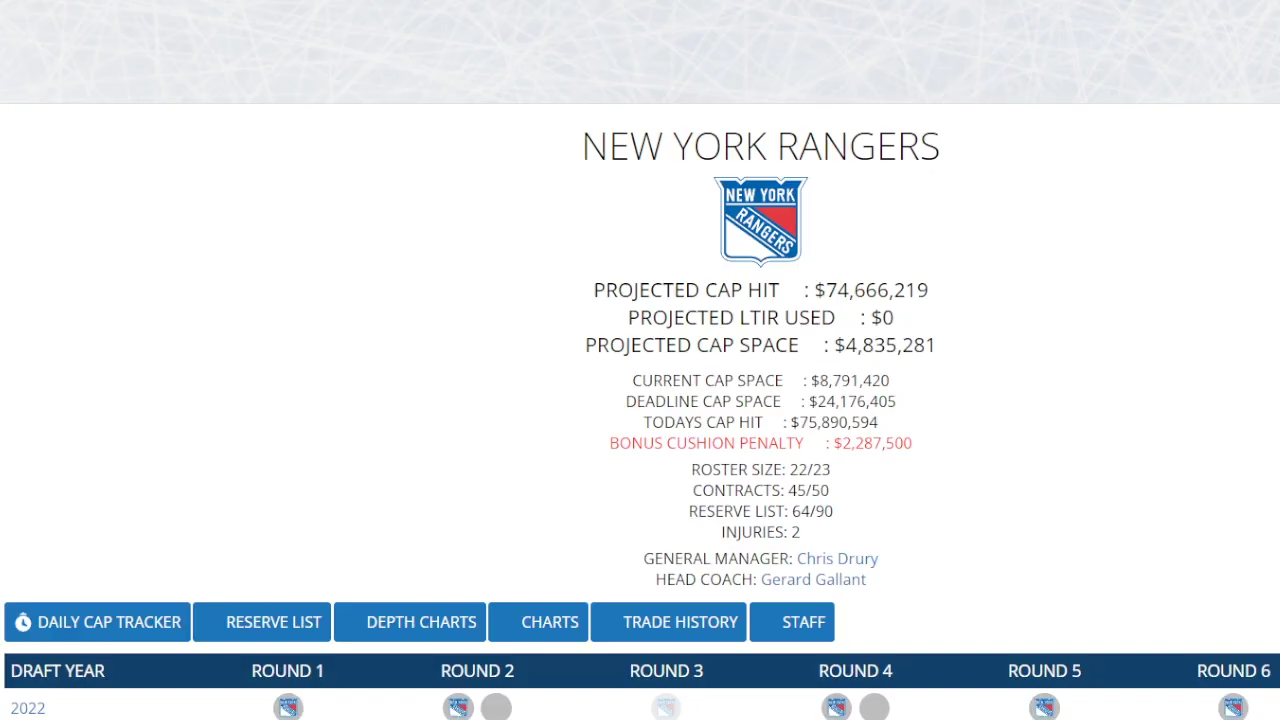 NEW YORK RANGERS
NEW YORK
RANGERS
PROJECTED CAP HIT : $74,666,219
PROJECTED LTIR USED : $0
PROJECTED CAP SPACE : $4,835,281
CURRENT CAP SPACE : $8,791,420
DEADLINE CAP SPACE : $24,176,405
TODAYS CAP HIT : $75,890,594
BONUS CUSHION PENALTY : $2,287,500
ROSTER SIZE: 22/23
CONTRACTS: 45/50
RESERVE LIST: 64/90
INJURIES: 2
GENERAL MANAGER: Chris Drury
HEAD COACH: Gerard Gallant
DAILY CAP TRACKER RESERVE LIST DEPTH CHARTS CHARTS TRADE HISTORY STAFF
DRAFT YEAR ROUND 1 ROUND 2 ROUND 3 ROUND 4 ROUND 5 ROUND 6
2022